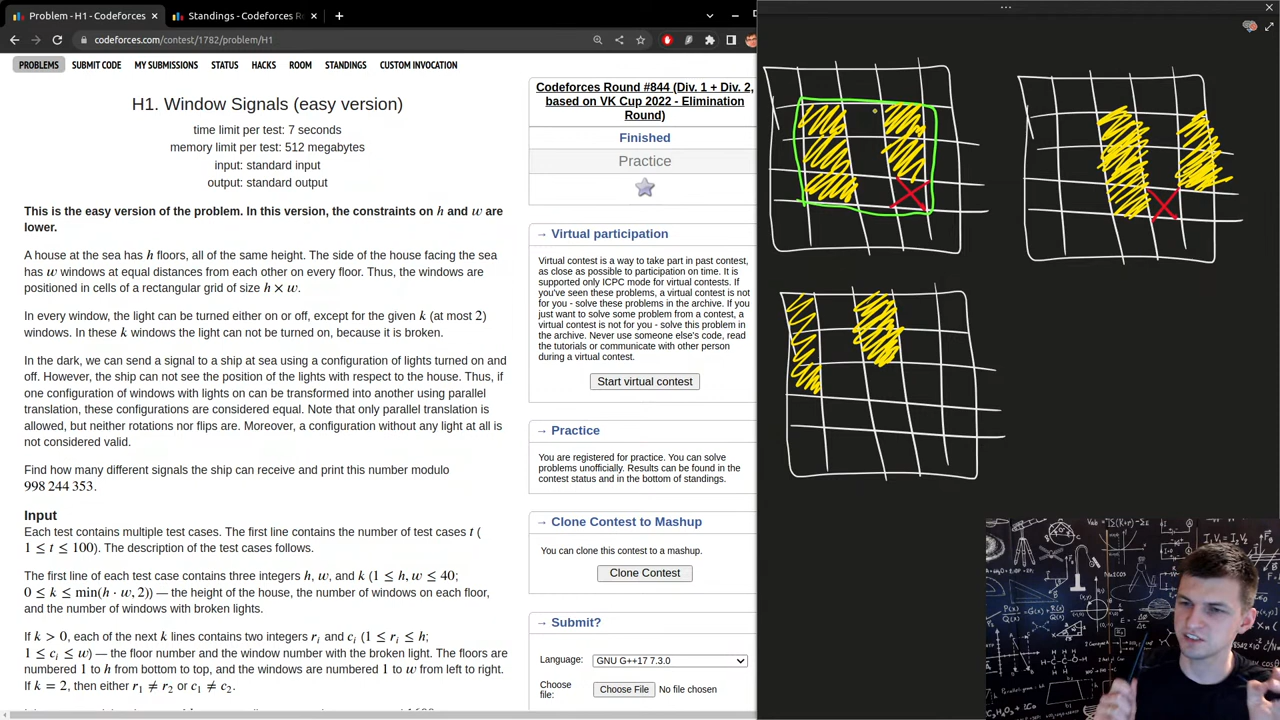 Problem - H1 - Codeforces
Standings - Codeforces R
codeforces.com/contest/1782/problem/H1
PROBLEMS SUBMIT CODE MY SUBMISSIONS STATUS HACKS ROOM STANDINGS CUSTOM INVOCATION
H1. Window Signals (easy version)
time limit per test: 7 seconds
memory limit per test: 512 megabytes
input: standard input
output: standard output
This is the easy version of the problem. In this version, the constraints on h and w are
lower.
A house at the sea has h floors, all of the same height. The side of the house facing the sea
has w windows at equal distances from each other on every floor. Thus, the windows are
positioned in cells of a rectangular grid of size h × w.
In every window, the light can be turned either on or off, except for the given k (at most 2)
windows. In these k windows the light can not be turned on, because it is broken.
In the dark, we can send a signal to a ship at sea using a configuration of lights turned on and
off. However, the ship can not see the position of the lights with respect to the house. Thus, if
one configuration of windows with lights on can be transformed into another using parallel
translation, these configurations are considered equal. Note that only parallel translation is
allowed, but neither rotations nor flips are. Moreover, a configuration without any light at all is
not considered valid.
Find how many different signals the ship can receive and print this number modulo
998 244 353.
Input
Each test contains multiple test cases. The first line contains the number of test cases t (
1 ≤ t ≤ 100). The description of the test cases follows.
The first line of each test case contains three integers h, w, and k (1 ≤ h, w ≤ 40;
0 ≤ k ≤ min(h · w, 2)) — the height of the house, the number of windows on each floor,
and the number of windows with broken lights.
If k > 0, each of the next k lines contains two integers r_i and c_i (1 ≤ r_i ≤ h;
1 ≤ c_i ≤ w) — the floor number and the window number with the broken light. The floors are
numbered 1 to h from bottom to top, and the windows are numbered 1 to w from left to right.
If k = 2, then either r_1 ≠ r_2 or c_1 ≠ c_2.
Codeforces Round #844 (Div. 1 + Div. 2,
based on VK Cup 2022 - Elimination
Round)
Finished
Practice
→ Virtual participation
Virtual contest is a way to take part in past contest,
as close as possible to participation on time. It is
supported only ICPC mode for virtual contests. If
you've seen these problems, a virtual contest is not
for you - solve these problems in the archive. If you
just want to solve some problem from a contest, a
virtual contest is not for you - solve this problem in
the archive. Never use someone else's code, read
the tutorials or communicate with other person
during a virtual contest.
Start virtual contest
→ Practice
You are registered for practice. You can solve
problems unofficially. Results can be found in the
contest status and in the bottom of standings.
→ Clone Contest to Mashup
You can clone this contest to a mashup.
Clone Contest
→ Submit?
Language: GNU G++17 7.3.0
Choose
file:
Choose File No file chosen